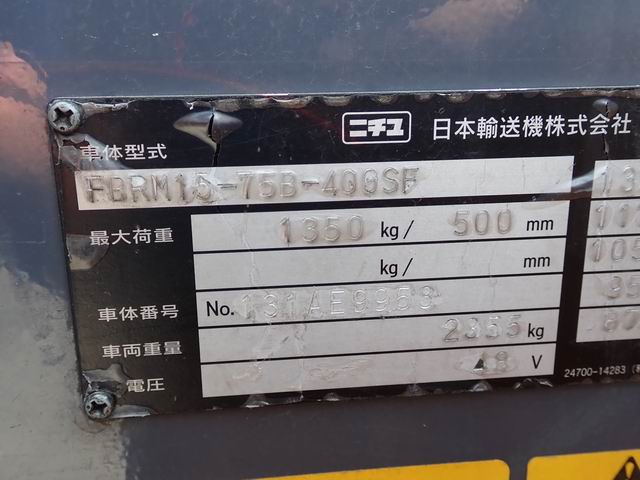 ニチユ 日本輸送機株式会社
車体型式
FBRM15-75B-400SF
最大荷重 1350 kg/ 500 mm
kg/ mm
車体番号 No. 131AE9953
車両重量 2355 kg
電圧 48 V
24700-14283